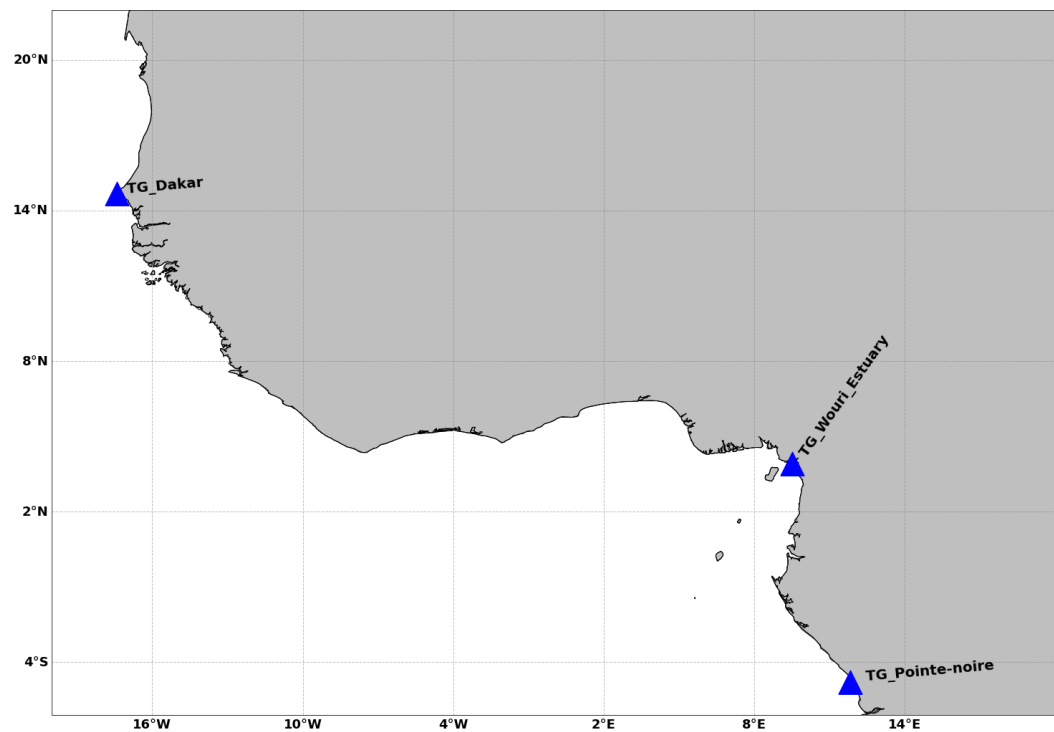 20°N
TG_Dakar
14°N
8°N
TG_Wouri_Estuary
2°N
4°S
TG_Pointe-noire
16°W
10°W
4°W
2°E
8°E
14°E